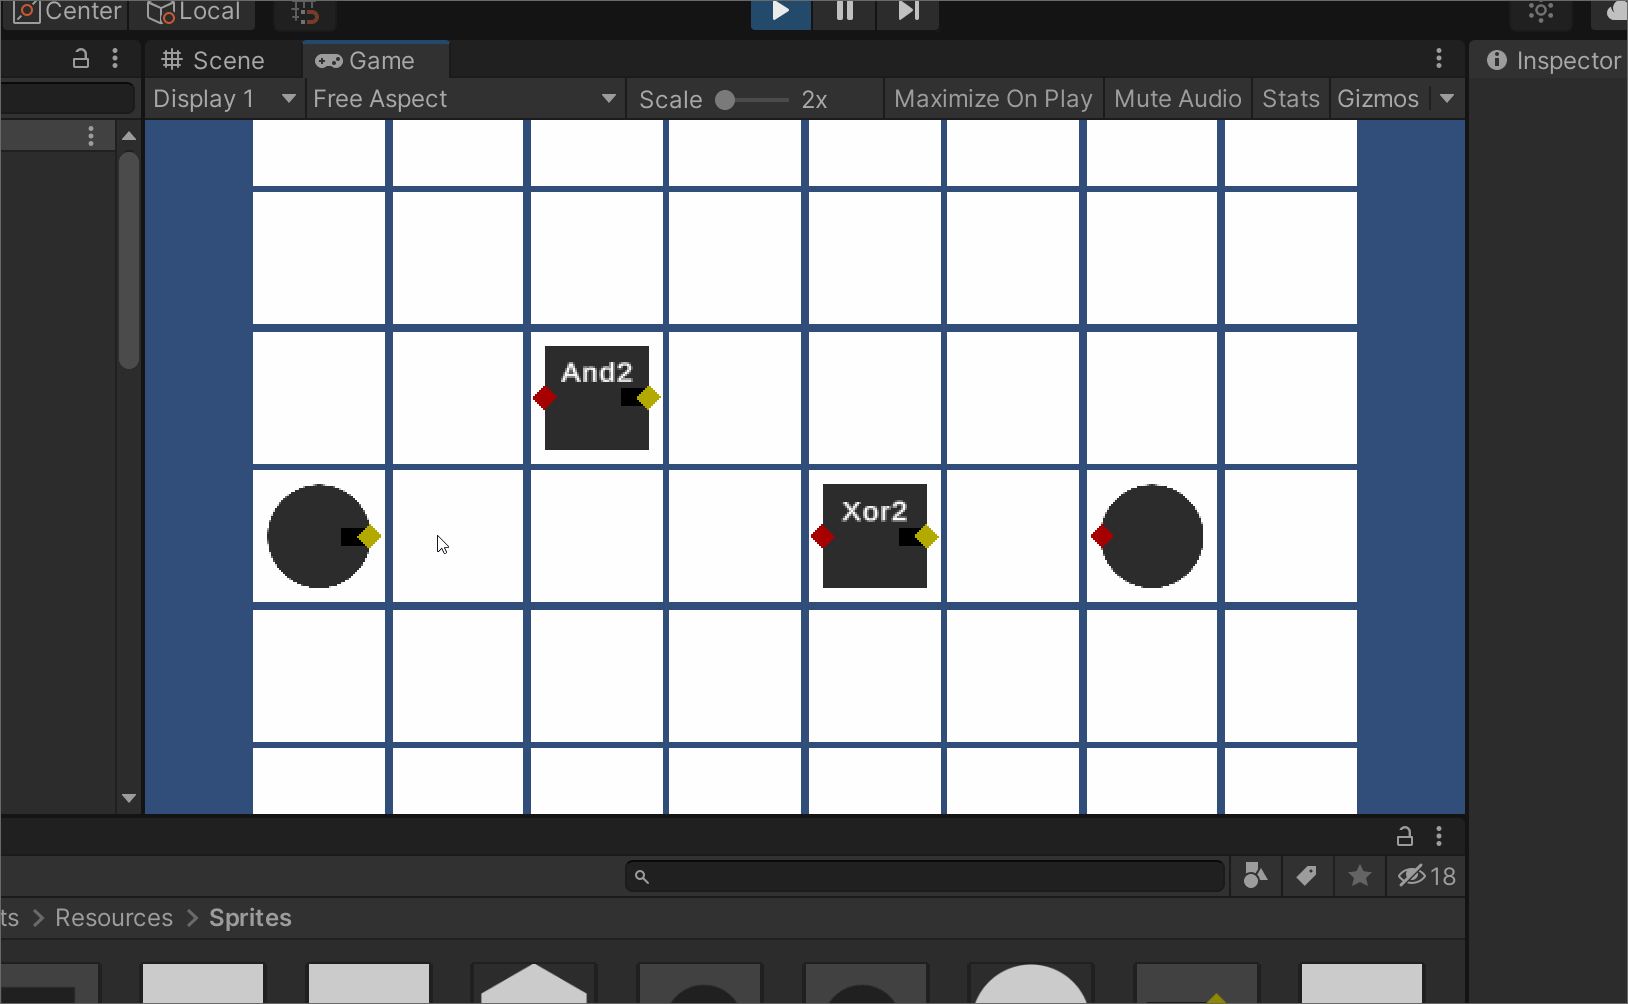 Center Local
Scene Game
Inspector
Display 1 Free Aspect Scale 2x Maximize On Play Mute Audio Stats Gizmos
And2
Xor2
18
ts > Resources > Sprites